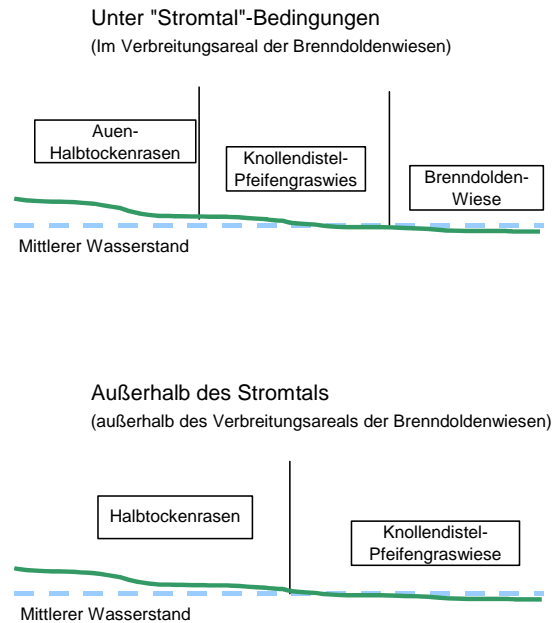 Unter "Stromtal"-Bedingungen
(Im Verbreitungsareal der Brenndoldenwiesen)
Auen-
Halbtockenrasen
Knollendistel-
Pfeifengraswies
Brenndolden-
Wiese
Mittlerer Wasserstand
Außerhalb des Stromtals
(außerhalb des Verbreitungsareals der Brenndoldenwiesen)
Halbtockenrasen
Knollendistel-
Pfeifengraswiese
Mittlerer Wasserstand